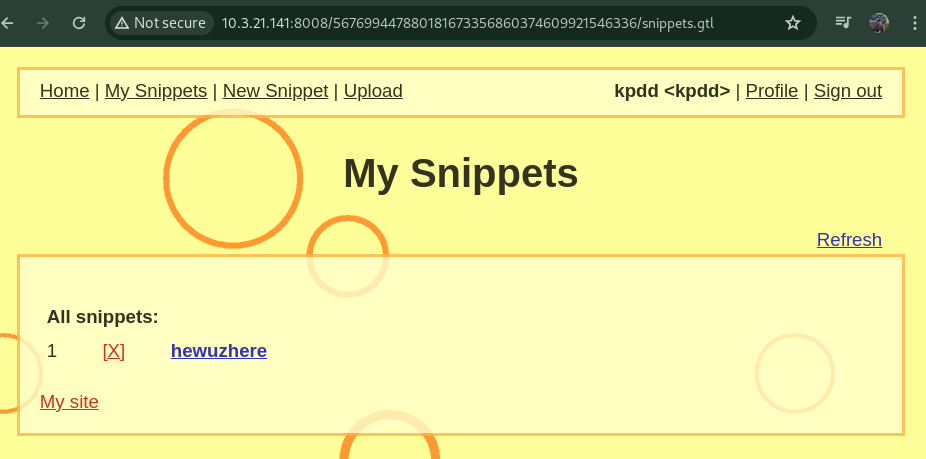 Not secure 10.3.21.141:8008/567699447880181673356860374609921546336/snippets.gtl
Home | My Snippets | New Snippet | Upload kpdd <kpdd> | Profile | Sign out
My Snippets
Refresh
All snippets:
1 [X] hewuzhere
My site